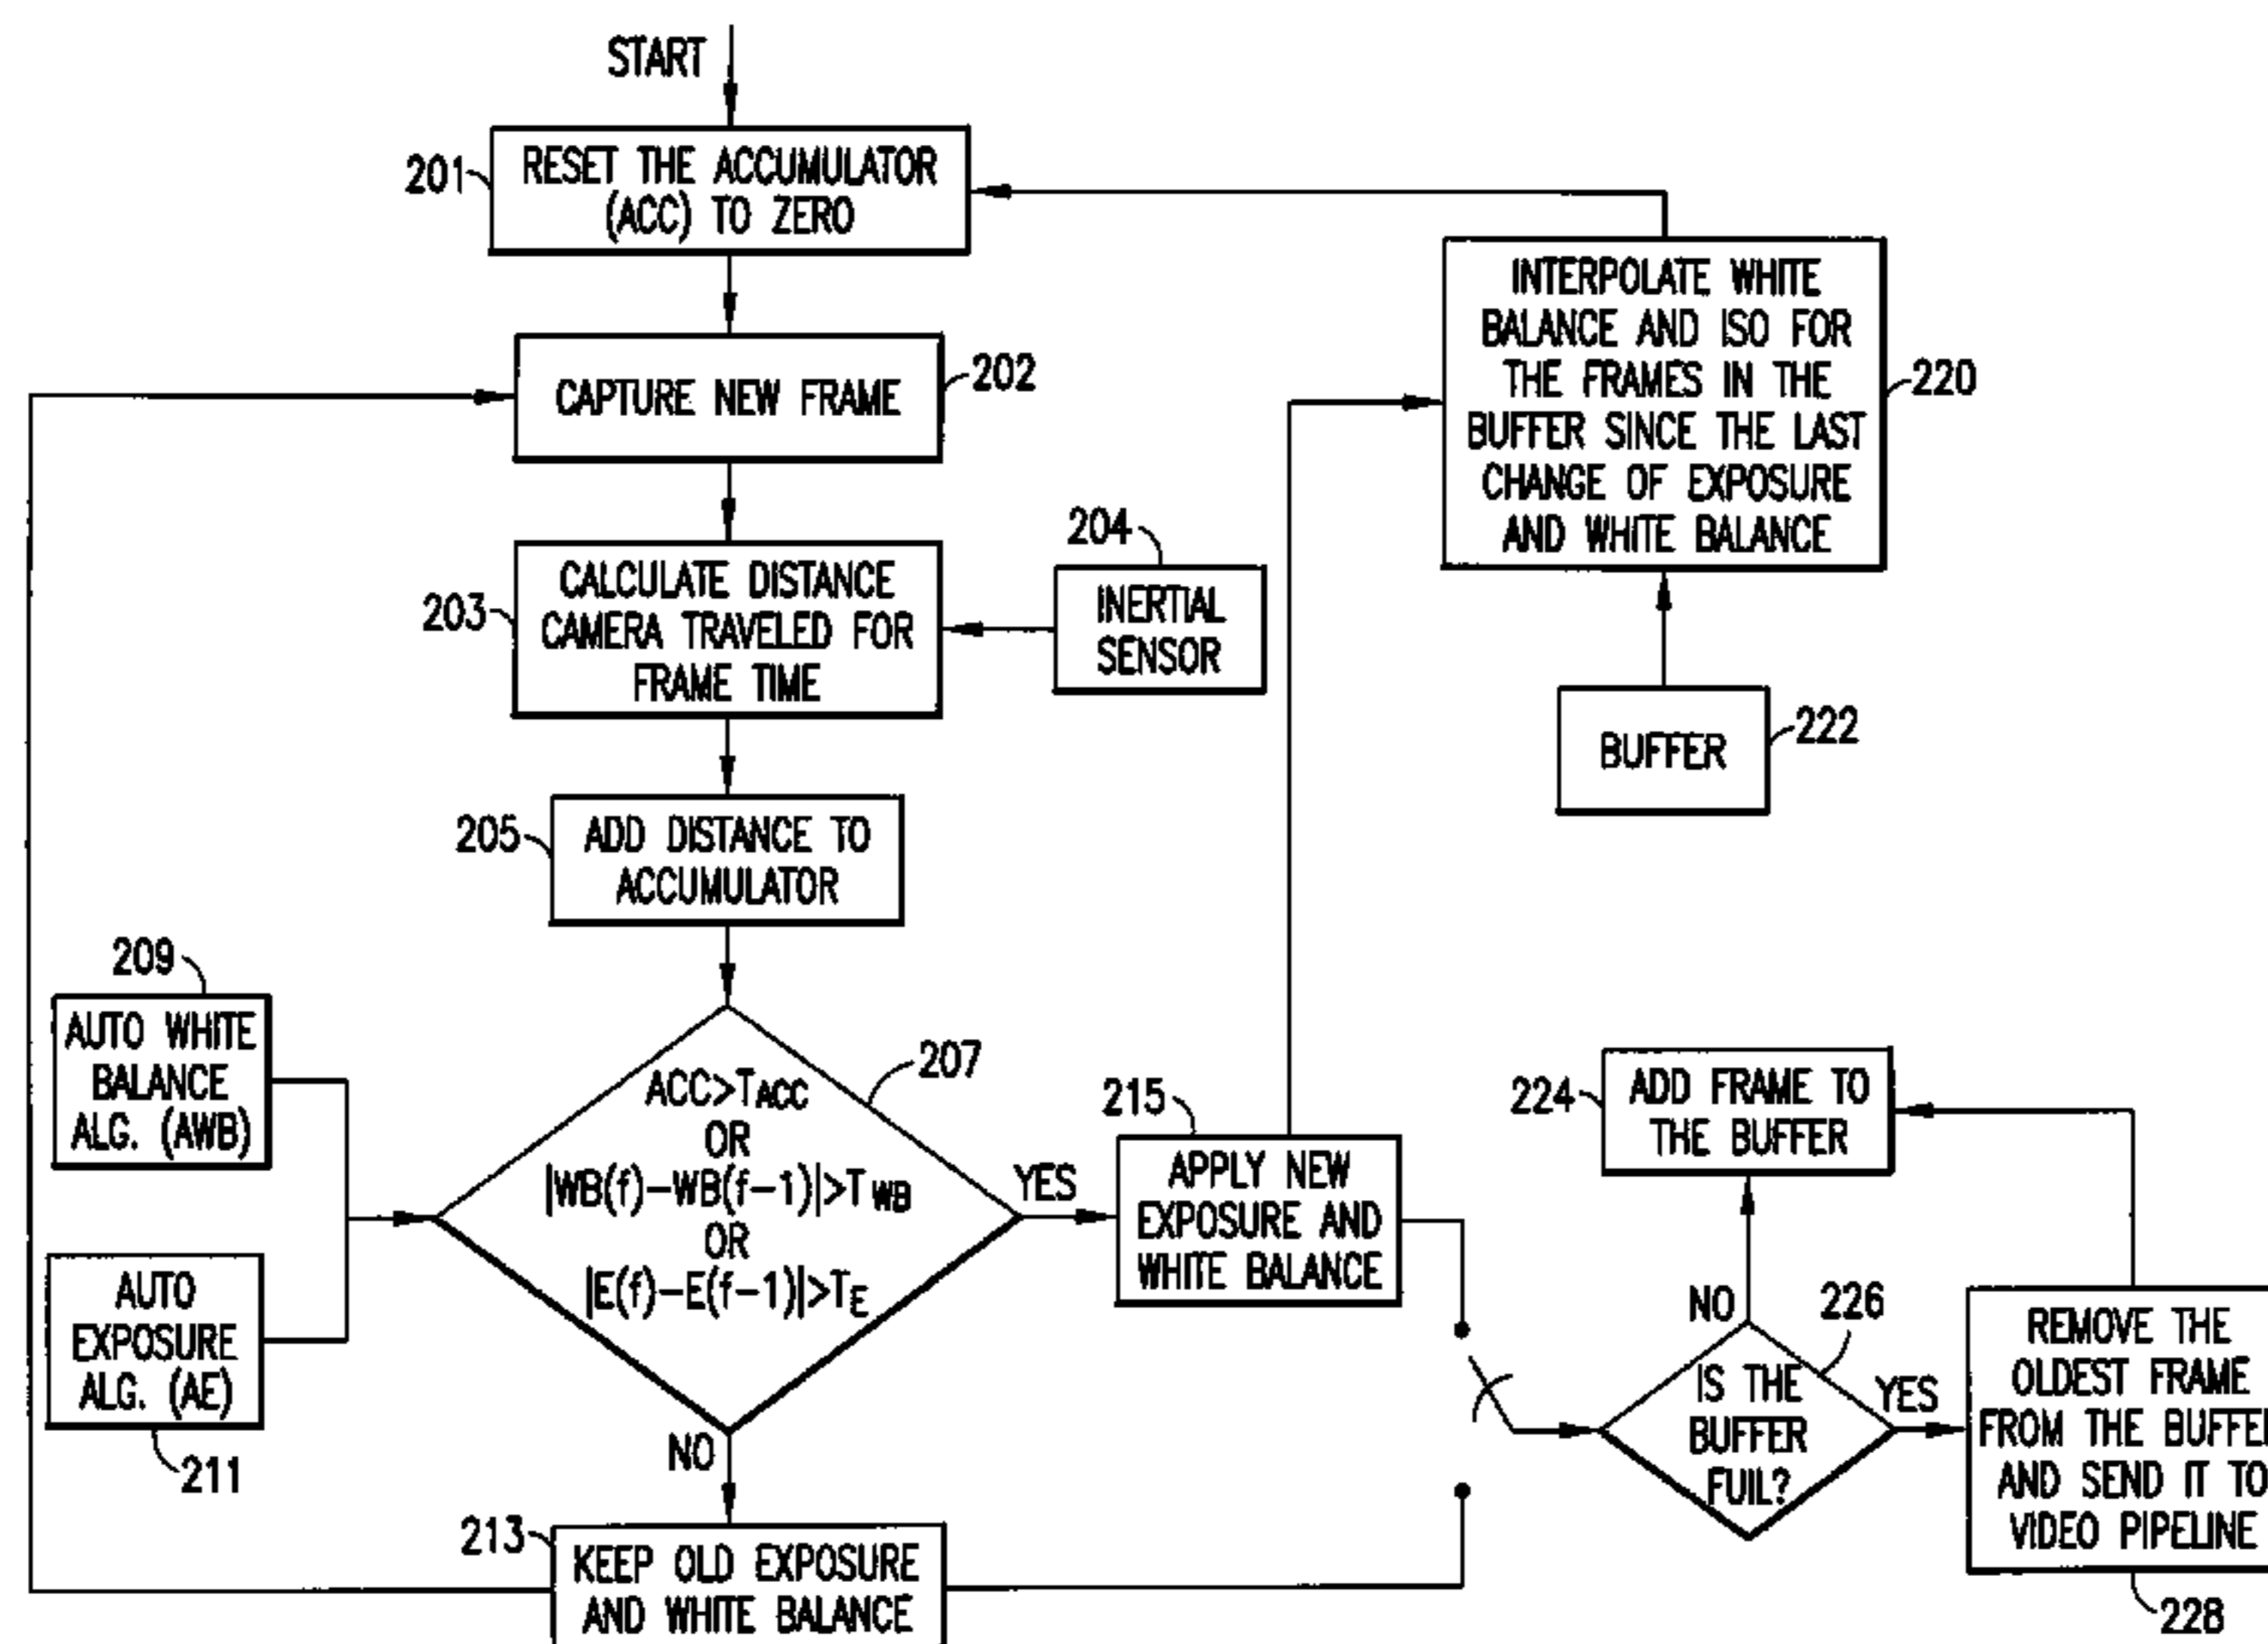 START
201
RESET THE ACCUMULATOR
(ACC) TO ZERO
CAPTURE NEW FRAME
202
INTERPOLATE WHITE
BALANCE AND ISO FOR
THE FRAMES IN THE
BUFFER SINCE THE LAST
CHANGE OF EXPOSURE
AND WHITE BALANCE
220
203
CALCULATE DISTANCE
CAMERA TRAVELED FOR
FRAME TIME
204
INERTIAL
SENSOR
BUFFER
222
205
ADD DISTANCE TO
ACCUMULATOR
209
AUTO WHITE
BALANCE
ALG. (AWB)
AUTO
EXPOSURE
ALG. (AE)
211
207
ACC>TACC
OR
|WB(f)-WB(f-1)|>TWB
OR
|E(f)-E(f-1)|>TE
YES
NO
215
APPLY NEW
EXPOSURE AND
WHITE BALANCE
213
KEEP OLD EXPOSURE
AND WHITE BALANCE
224
ADD FRAME TO
THE BUFFER
NO
226
IS THE
BUFFER
FUIL?
YES
REMOVE THE
OLDEST FRAME
FROM THE BUFFER
AND SEND IT TO
VIDEO PIPELINE
228